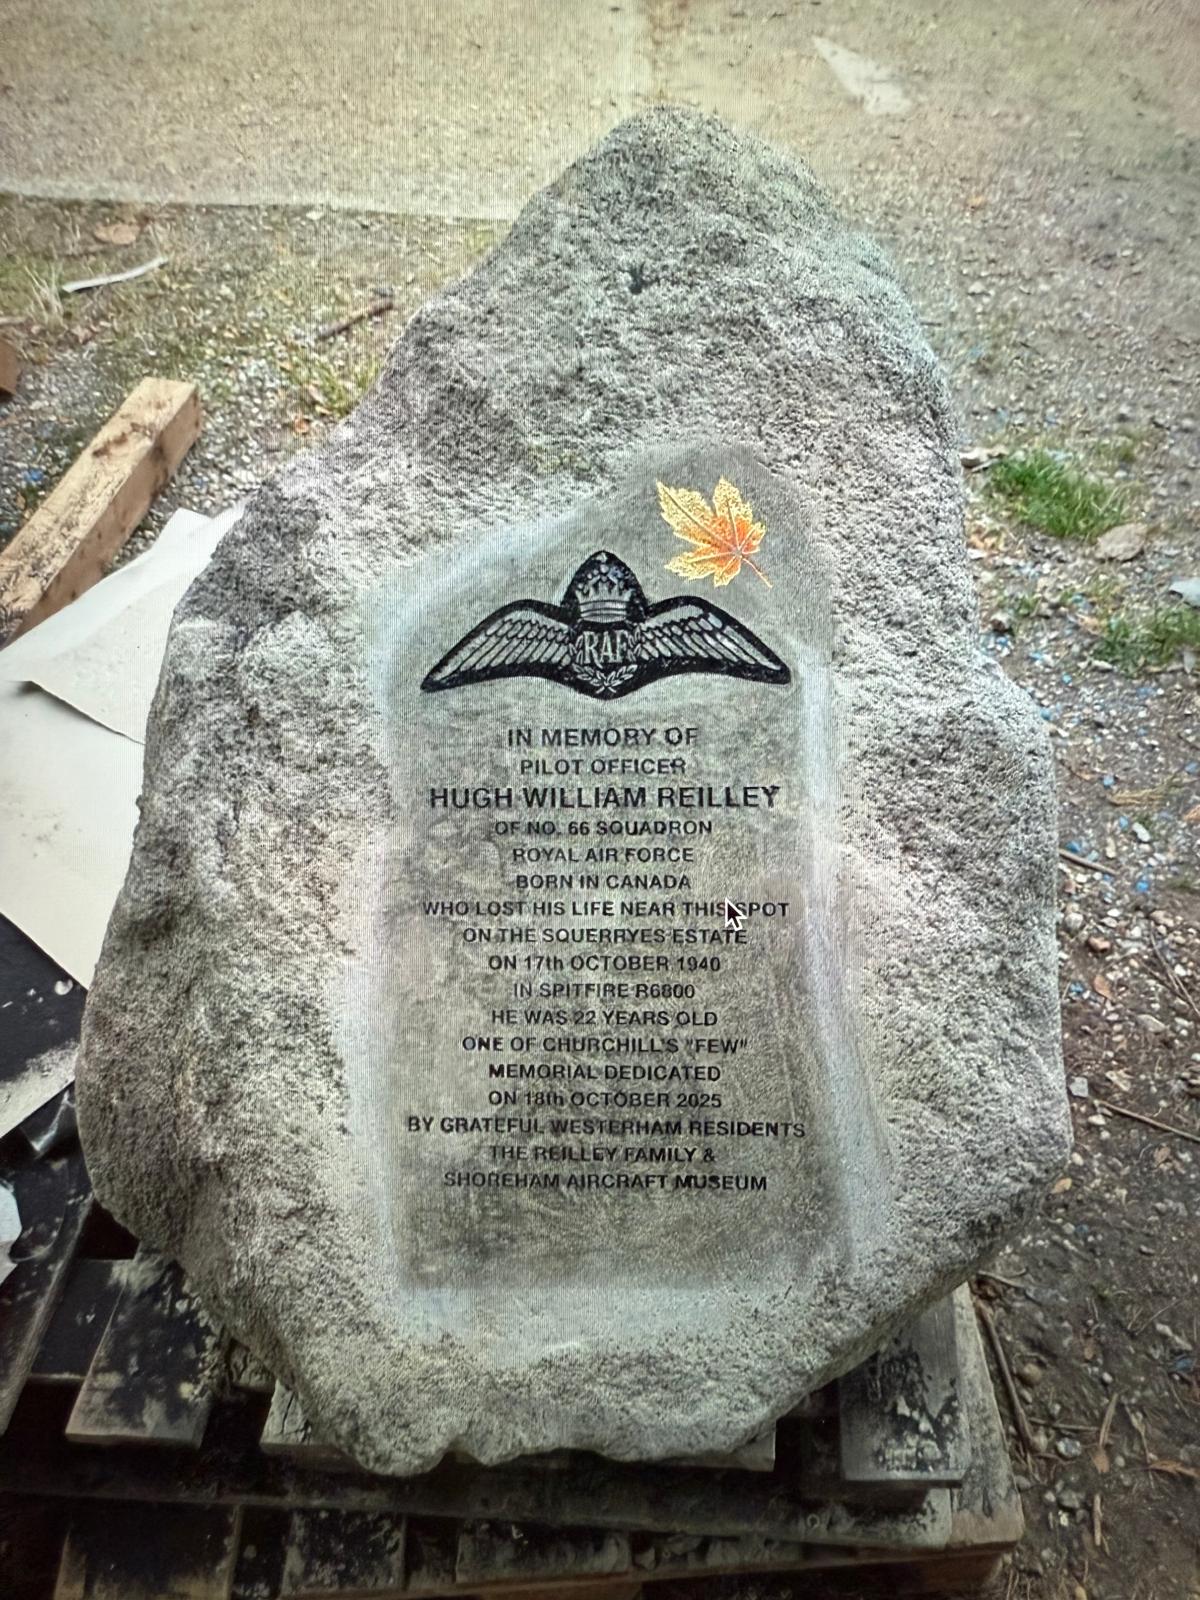 RAF
IN MEMORY OF
PILOT OFFICER
HUGH WILLIAM REILLEY
OF NO. 66 SQUADRON
ROYAL AIR FORCE
BORN IN CANADA
WHO LOST HIS LIFE NEAR THIS SPOT
ON THE SQUERRYES ESTATE
ON 17th OCTOBER 1940
IN SPITFIRE R6800
HE WAS 22 YEARS OLD
ONE OF CHURCHILL'S "FEW"
MEMORIAL DEDICATED
ON 18th OCTOBER 2025
BY GRATEFUL WESTERHAM RESIDENTS
THE REILLEY FAMILY &
SHOREHAM AIRCRAFT MUSEUM